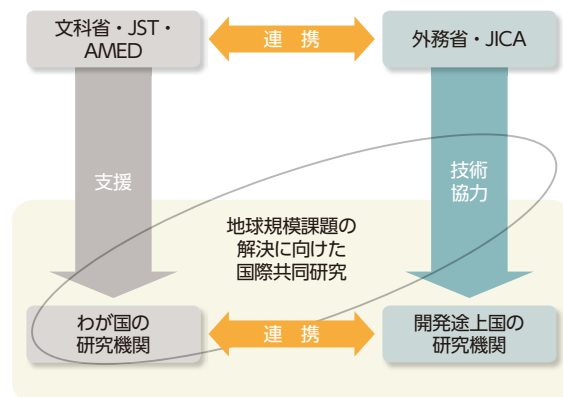 文科省・JST・
AMED
連 携
外務省・JICA
支援
技術
協力
地球規模課題の
解決に向けた
国際共同研究
わが国の
研究機関
連 携
開発途上国の
研究機関